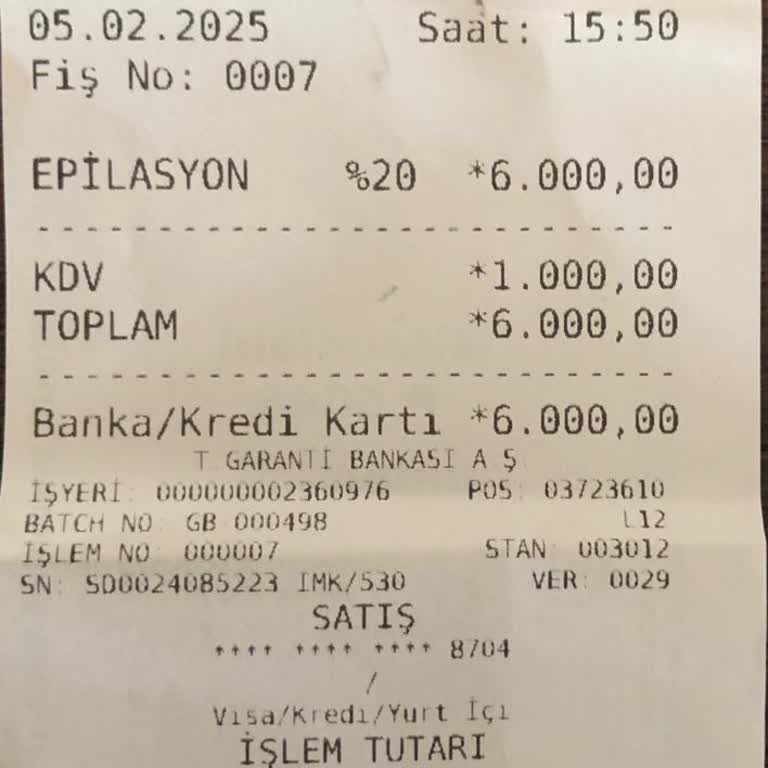 05.02.2025 Saat: 15:50
Fiş No: 0007
EPİLASYON %20 *6.000,00
KDV *1.000,00
TOPLAM *6.000,00
Banka/Kredi Kartı *6.000,00
T GARANTİ BANKASI A Ş
İŞYERİ: 000000002360976 POS: 03723610
BATCH NO: GB 000498 L12
İŞLEM NO: 000007 STAN: 003012
SN: SD0024085223 IMK/530 VER: 0029
SATIŞ
**** **** **** 8704
/
Visa/Kredi/Yurt İçi
İŞLEM TUTARI